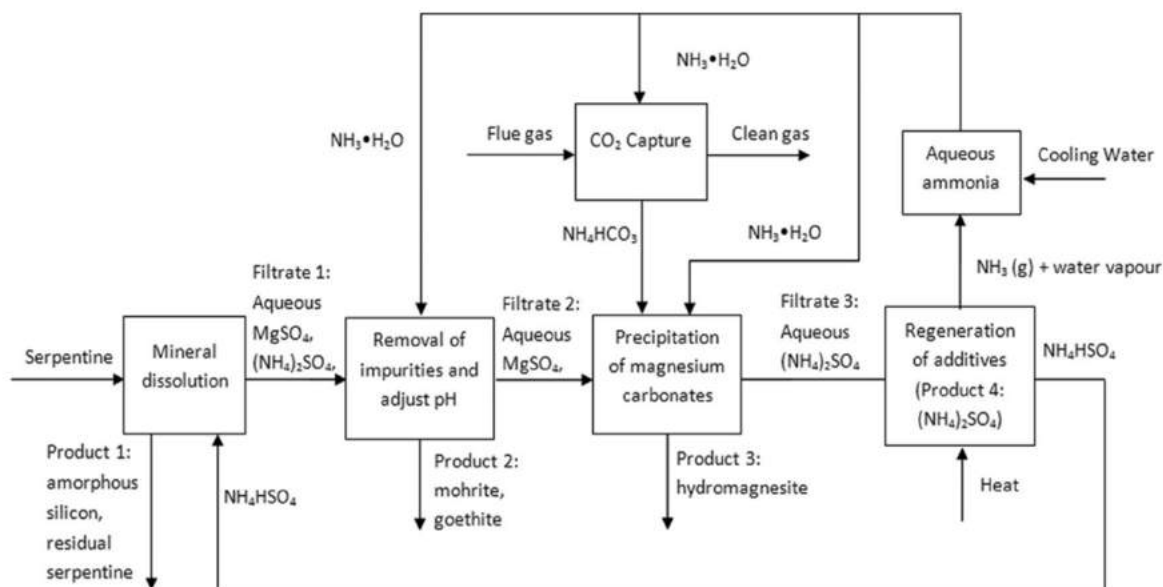 NH₃•H₂O
NH₃•H₂O
Flue gas
CO₂ Capture
Clean gas
Aqueous
ammonia
Cooling Water
NH₄HCO₃
NH₃•H₂O
NH₃ (g) + water vapour
Filtrate 1:
Aqueous
MgSO₄,
(NH₄)₂SO₄,
Filtrate 2:
Aqueous
MgSO₄,
Filtrate 3:
Aqueous
(NH₄)₂SO₄
Serpentine
Mineral
dissolution
Removal of
impurities and
adjust pH
Precipitation
of magnesium
carbonates
Regeneration
of additives
(Product 4:
(NH₄)₂SO₄)
NH₄HSO₄
Product 1:
amorphous
silicon,
residual
serpentine
NH₄HSO₄
Product 2:
mohrite,
goethite
Product 3:
hydromagnesite
Heat